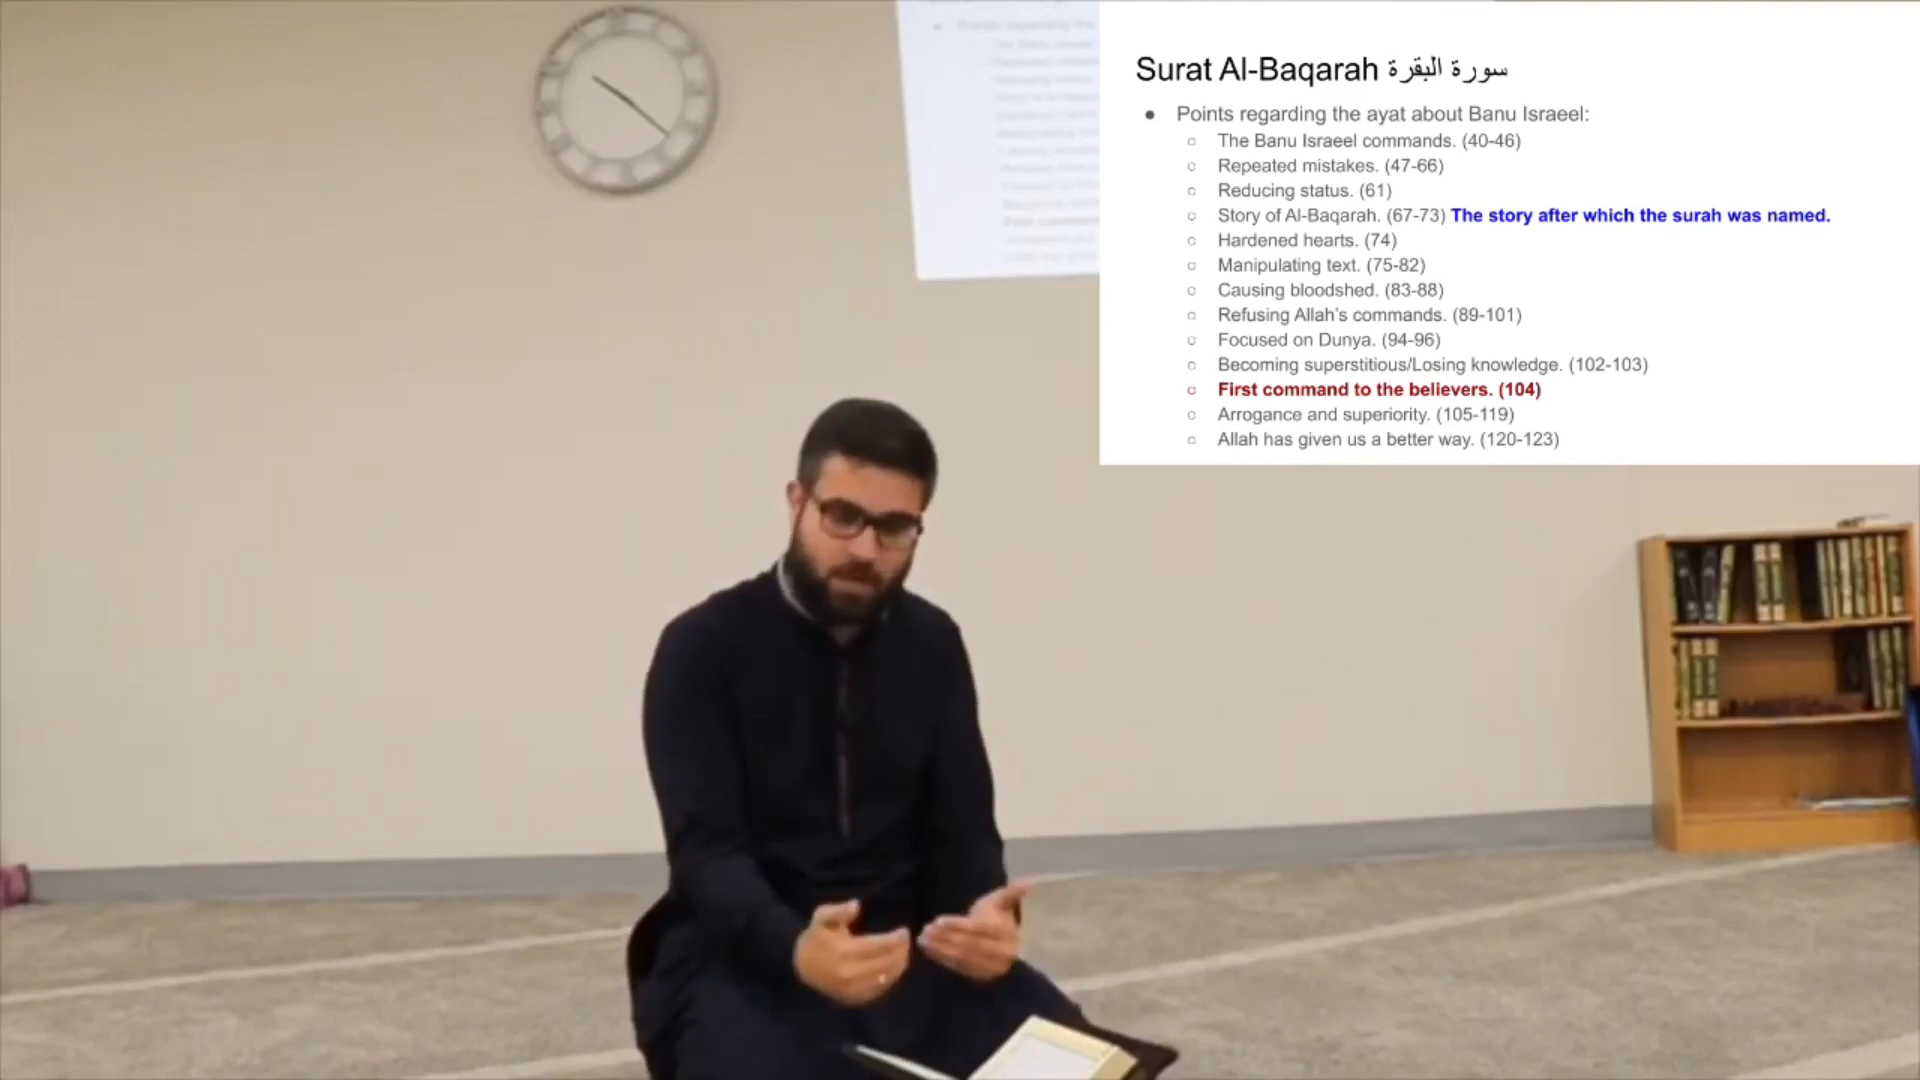 Surat Al-Baqarah سورة البقرة
● Points regarding the ayat about Banu Israeel:
○ The Banu Israeel commands. (40-46)
○ Repeated mistakes. (47-66)
○ Reducing status. (61)
○ Story of Al-Baqarah. (67-73) The story after which the surah was named.
○ Hardened hearts. (74)
○ Manipulating text. (75-82)
○ Causing bloodshed. (83-88)
○ Refusing Allah's commands. (89-101)
○ Focused on Dunya. (94-96)
○ Becoming superstitious/Losing knowledge. (102-103)
○ First command to the believers. (104)
○ Arrogance and superiority. (105-119)
○ Allah has given us a better way. (120-123)